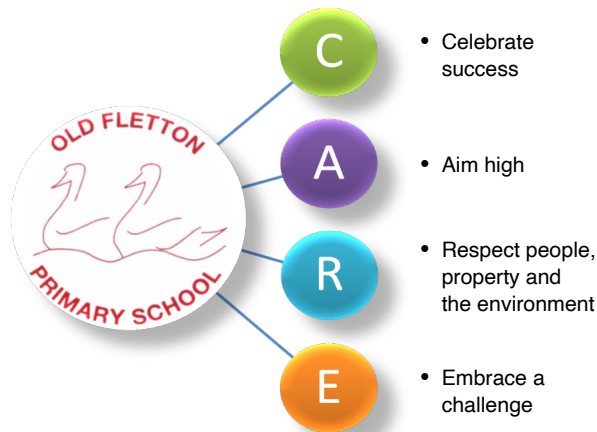 OLD FLETTON
PRIMARY SCHOOL
C
• Celebrate
success
A
• Aim high
R
• Respect people,
property and
the environment
E
• Embrace a
challenge